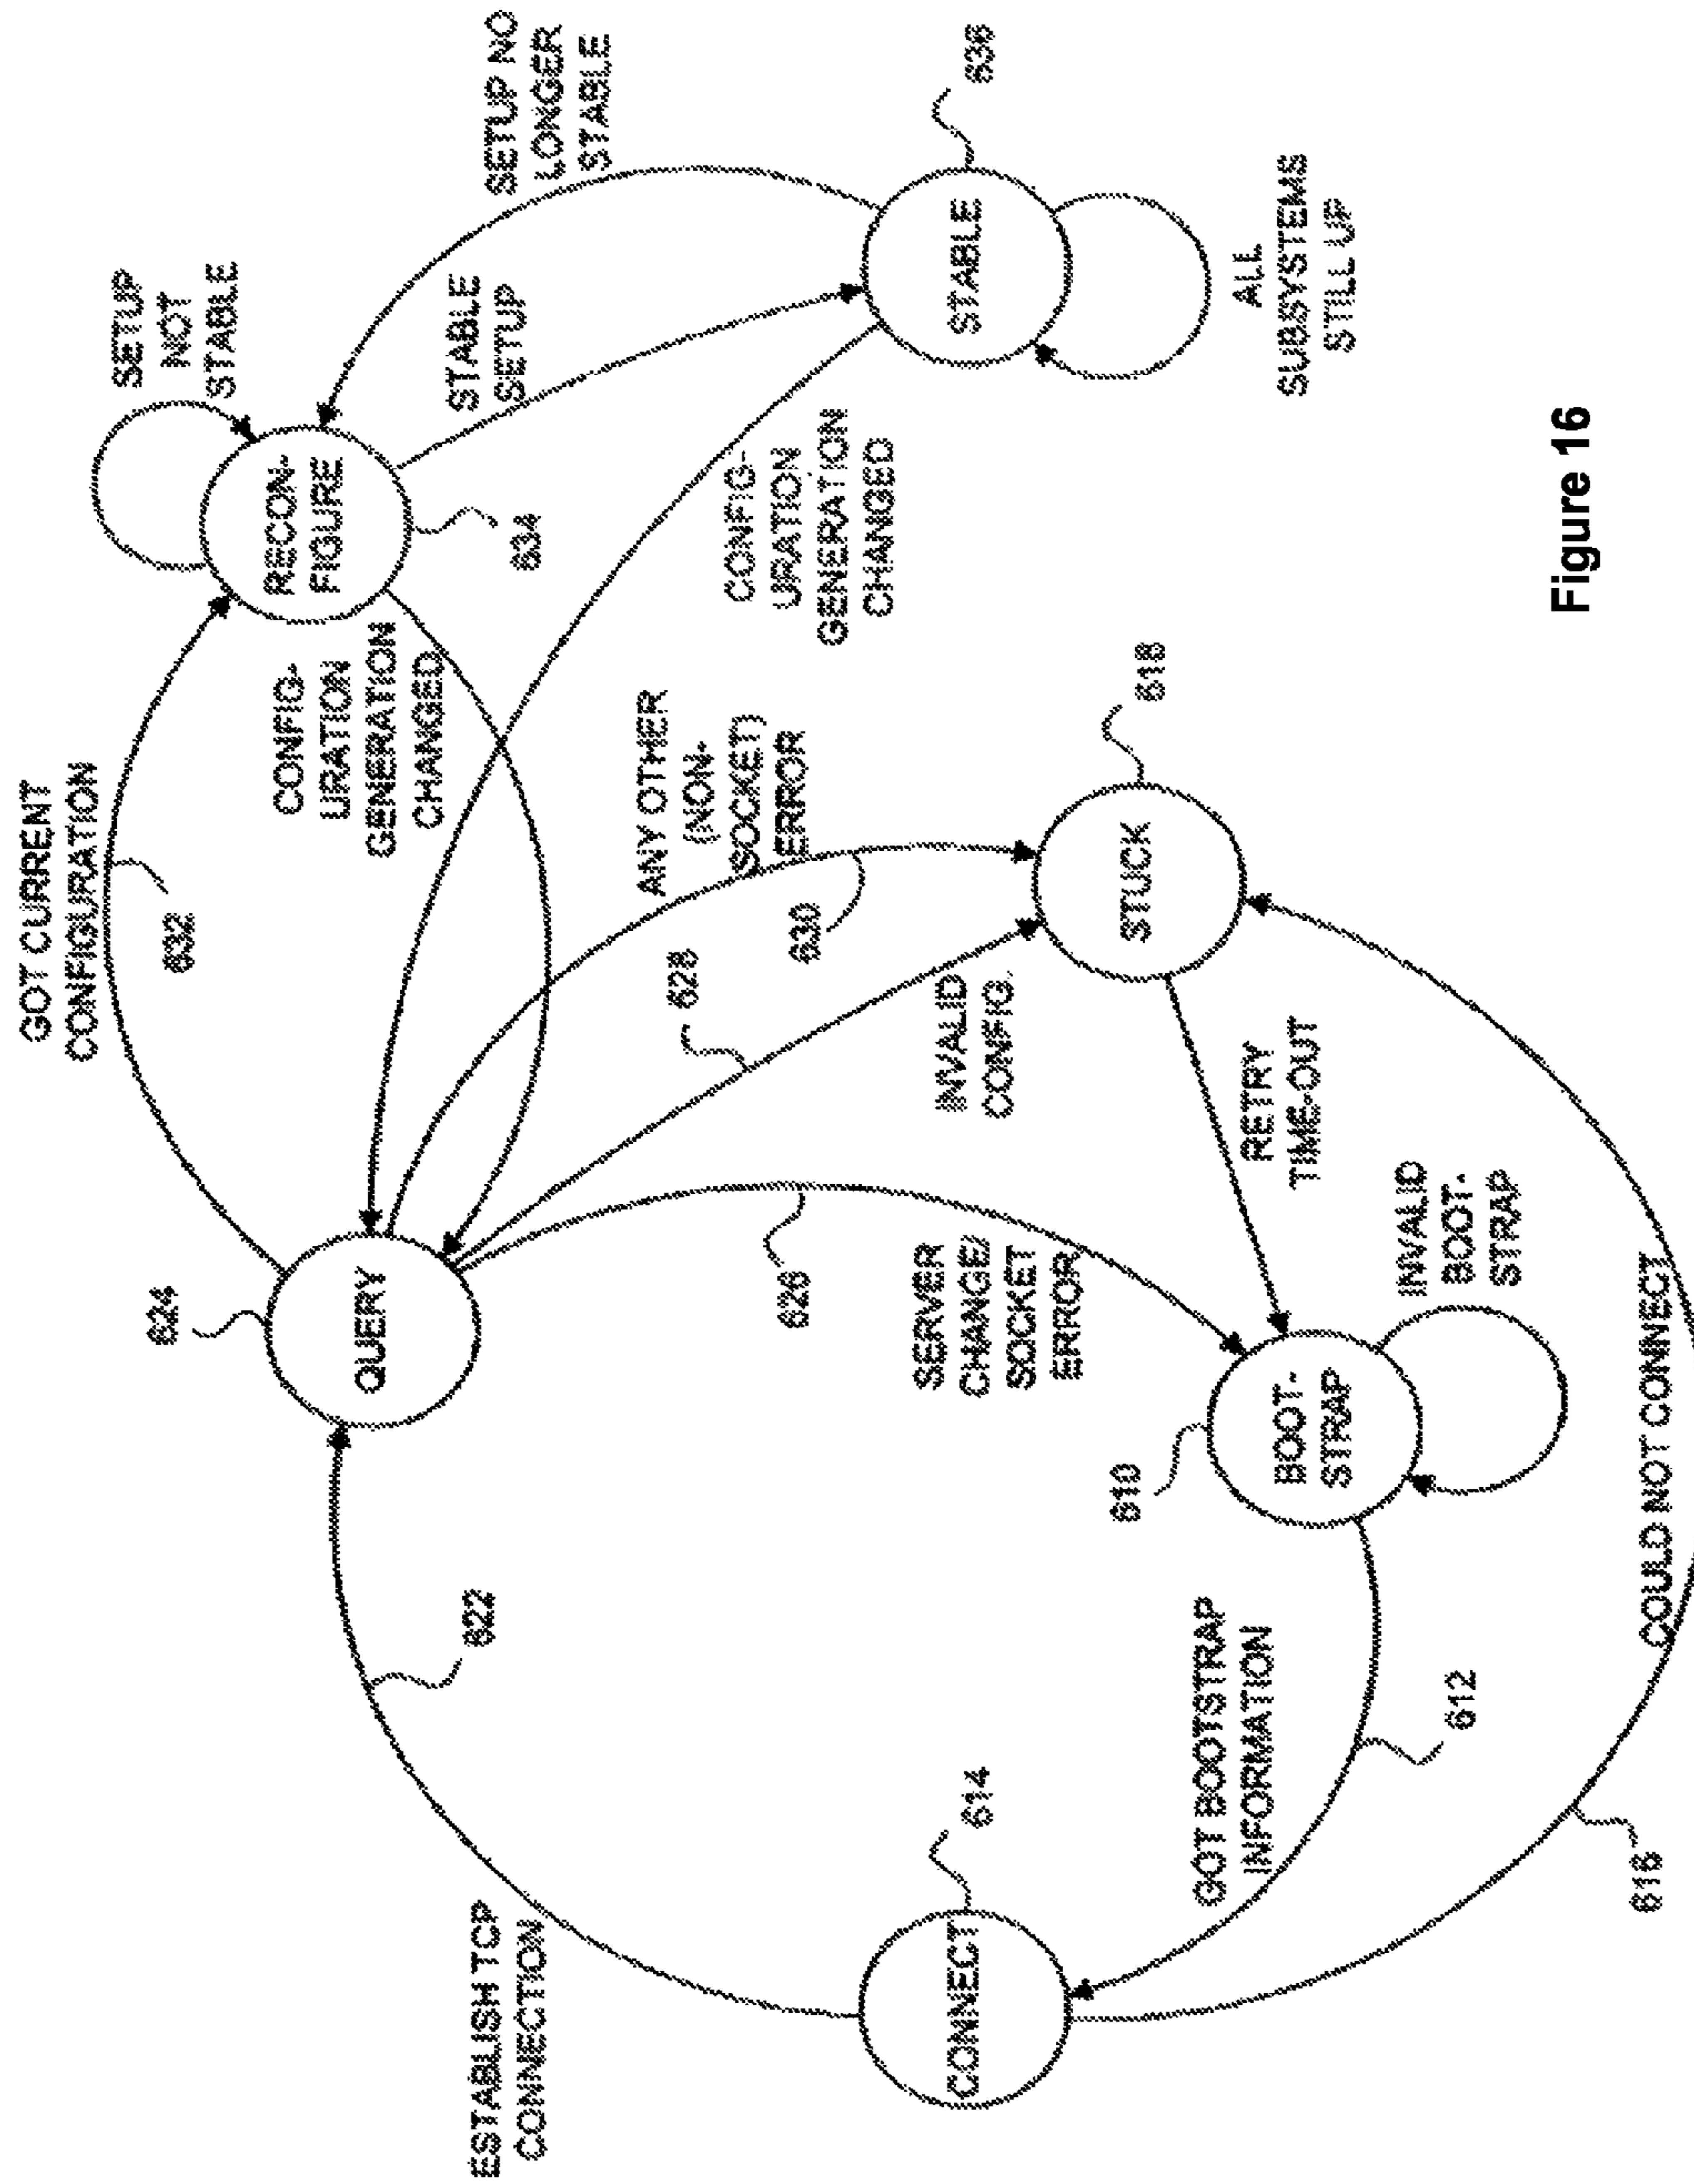 ESTABLISH TCP
CONNECTION
622
624
QUERY
GOT CURRENT
CONFIGURATION
632
SETUP
NOT
STABLE
RECON-
FIGURE
634
CONFIG-
URATION
GENERATION
CHANGED
STABLE
SETUP
SETUP NO
LONGER
STABLE
CONNECT
614
626
SERVER
CHANGE/
SOCKET
ERROR
628
INVALID
CONFIG.
ANY OTHER
(NON-
SOCKET)
ERROR
630
CONFIG-
URATION
GENERATION
CHANGED
STABLE
636
ALL
SUBSYSTEMS
STILL UP
GOT BOOTSTRAP
INFORMATION
612
610
BOOT-
STRAP
INVALID
BOOT-
STRAP
RETRY
TIME-OUT
STUCK
618
616
COULD NOT CONNECT
Figure 16